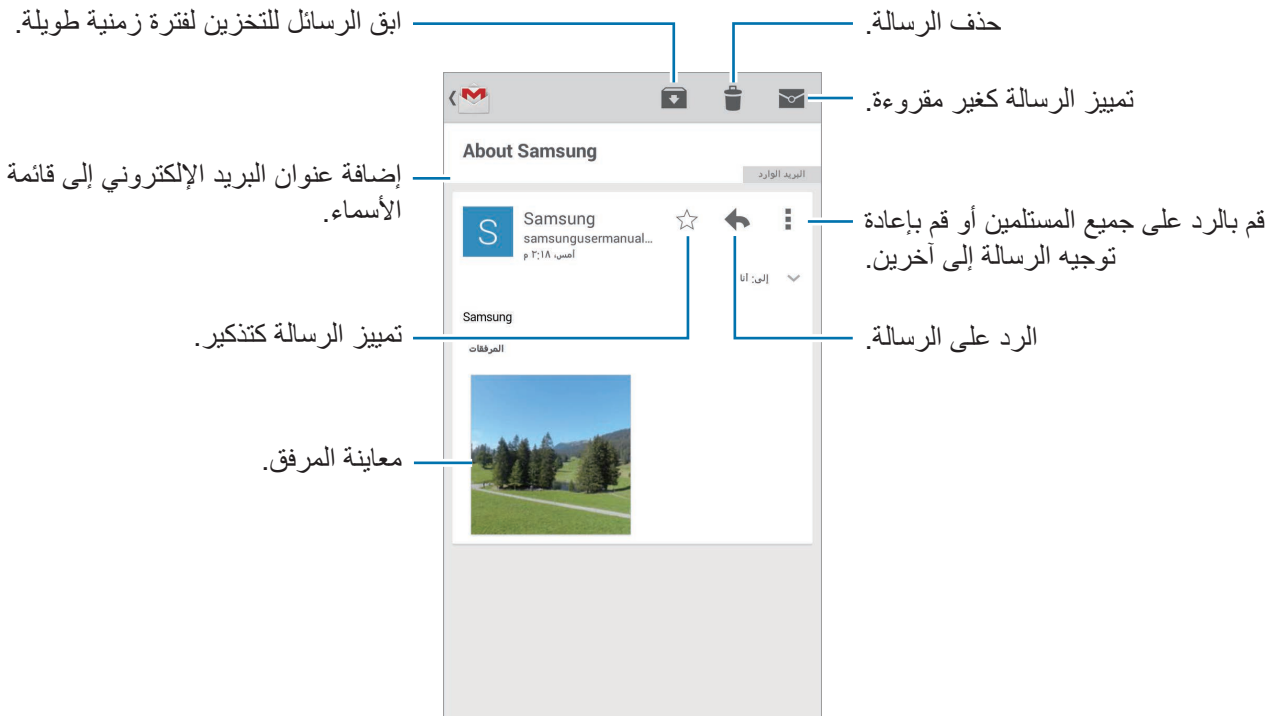 ابق الرسائل للتخزين لفترة زمنية طويلة.
حذف الرسالة.
تمييز الرسالة كغير مقروءة.
About Samsung
البريد الوارد
إضافة عنوان البريد الإلكتروني إلى قائمة
الأسماء.
S
Samsung
samsungusermanual...
أمس، ٢:١٨ م
قم بالرد على جميع المستلمين أو قم بإعادة
توجيه الرسالة إلى آخرين.
إلى: أنا
Samsung
تمييز الرسالة كتذكير.
الرد على الرسالة.
المرفقات
معاينة المرفق.